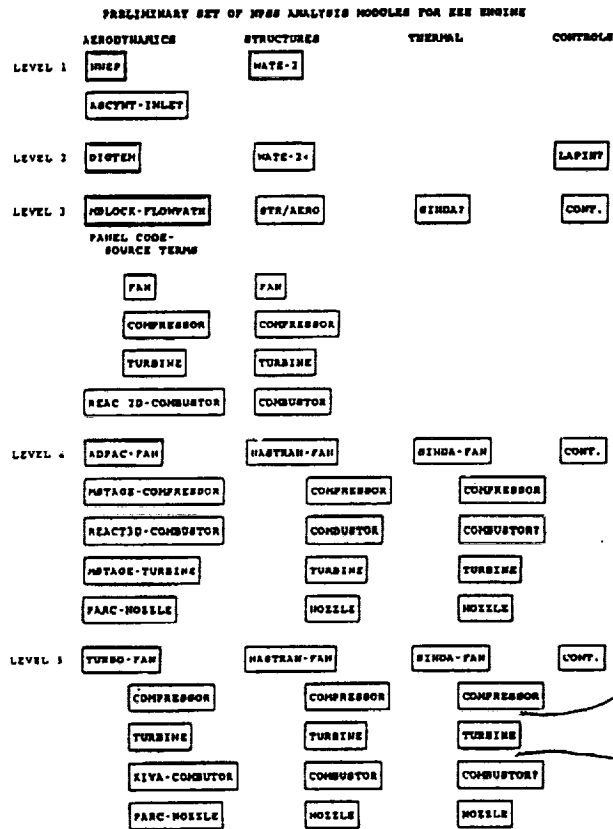 PRELIMINARY SET OF NPSS ANALYSIS MODULES FOR EEE ENGINE
AERODYNAMICS STRUCTURES THERMAL CONTROLS
LEVEL 1 NNEP WATE-2
ASCYNT-INLET
LEVEL 2 DIGTEM WATE-2+ LAPIN?
LEVEL 3 MBLOCK-FLOWPATH STR/AERO SINDA? CONT.
PANEL CODE-
SOURCE TERMS
FAN FAN
COMPRESSOR COMPRESSOR
TURBINE TURBINE
REAC 3D-COMBUSTOR COMBUSTOR
LEVEL 4 ADPAC-FAN NASTRAN-FAN SINDA-FAN CONT.
MSTAGE-COMPRESSOR COMPRESSOR COMPRESSOR
REACT3D-COMBUSTOR COMBUSTOR COMBUSTOR?
MSTAGE-TURBINE TURBINE TURBINE
PARC-NOZZLE NOZZLE NOZZLE
LEVEL 5 TURBO-FAN NASTRAN-FAN SINDA-FAN CONT.
COMPRESSOR COMPRESSOR COMPRESSOR
TURBINE TURBINE TURBINE
KIVA-COMBUTOR COMBUSTOR COMBUSTOR?
PARC-NOZZLE NOZZLE NOZZLE